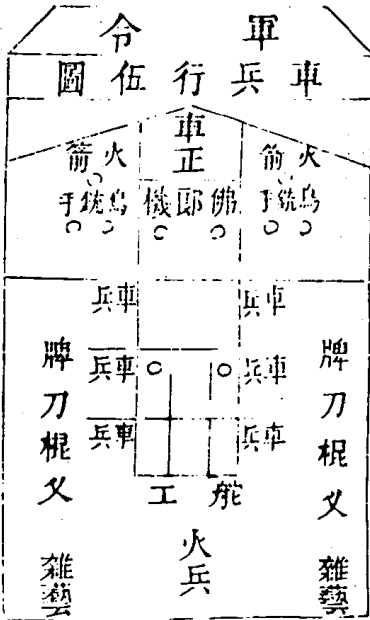 軍令
車兵行伍圖
車正
火箭
火箭
鳥銃手
佛郎機
鳥銃手
車兵
車兵
車兵
車兵
車兵
車兵
牌刀棍叉 雜藝
牌刀棍叉 雜藝
舵工
火兵